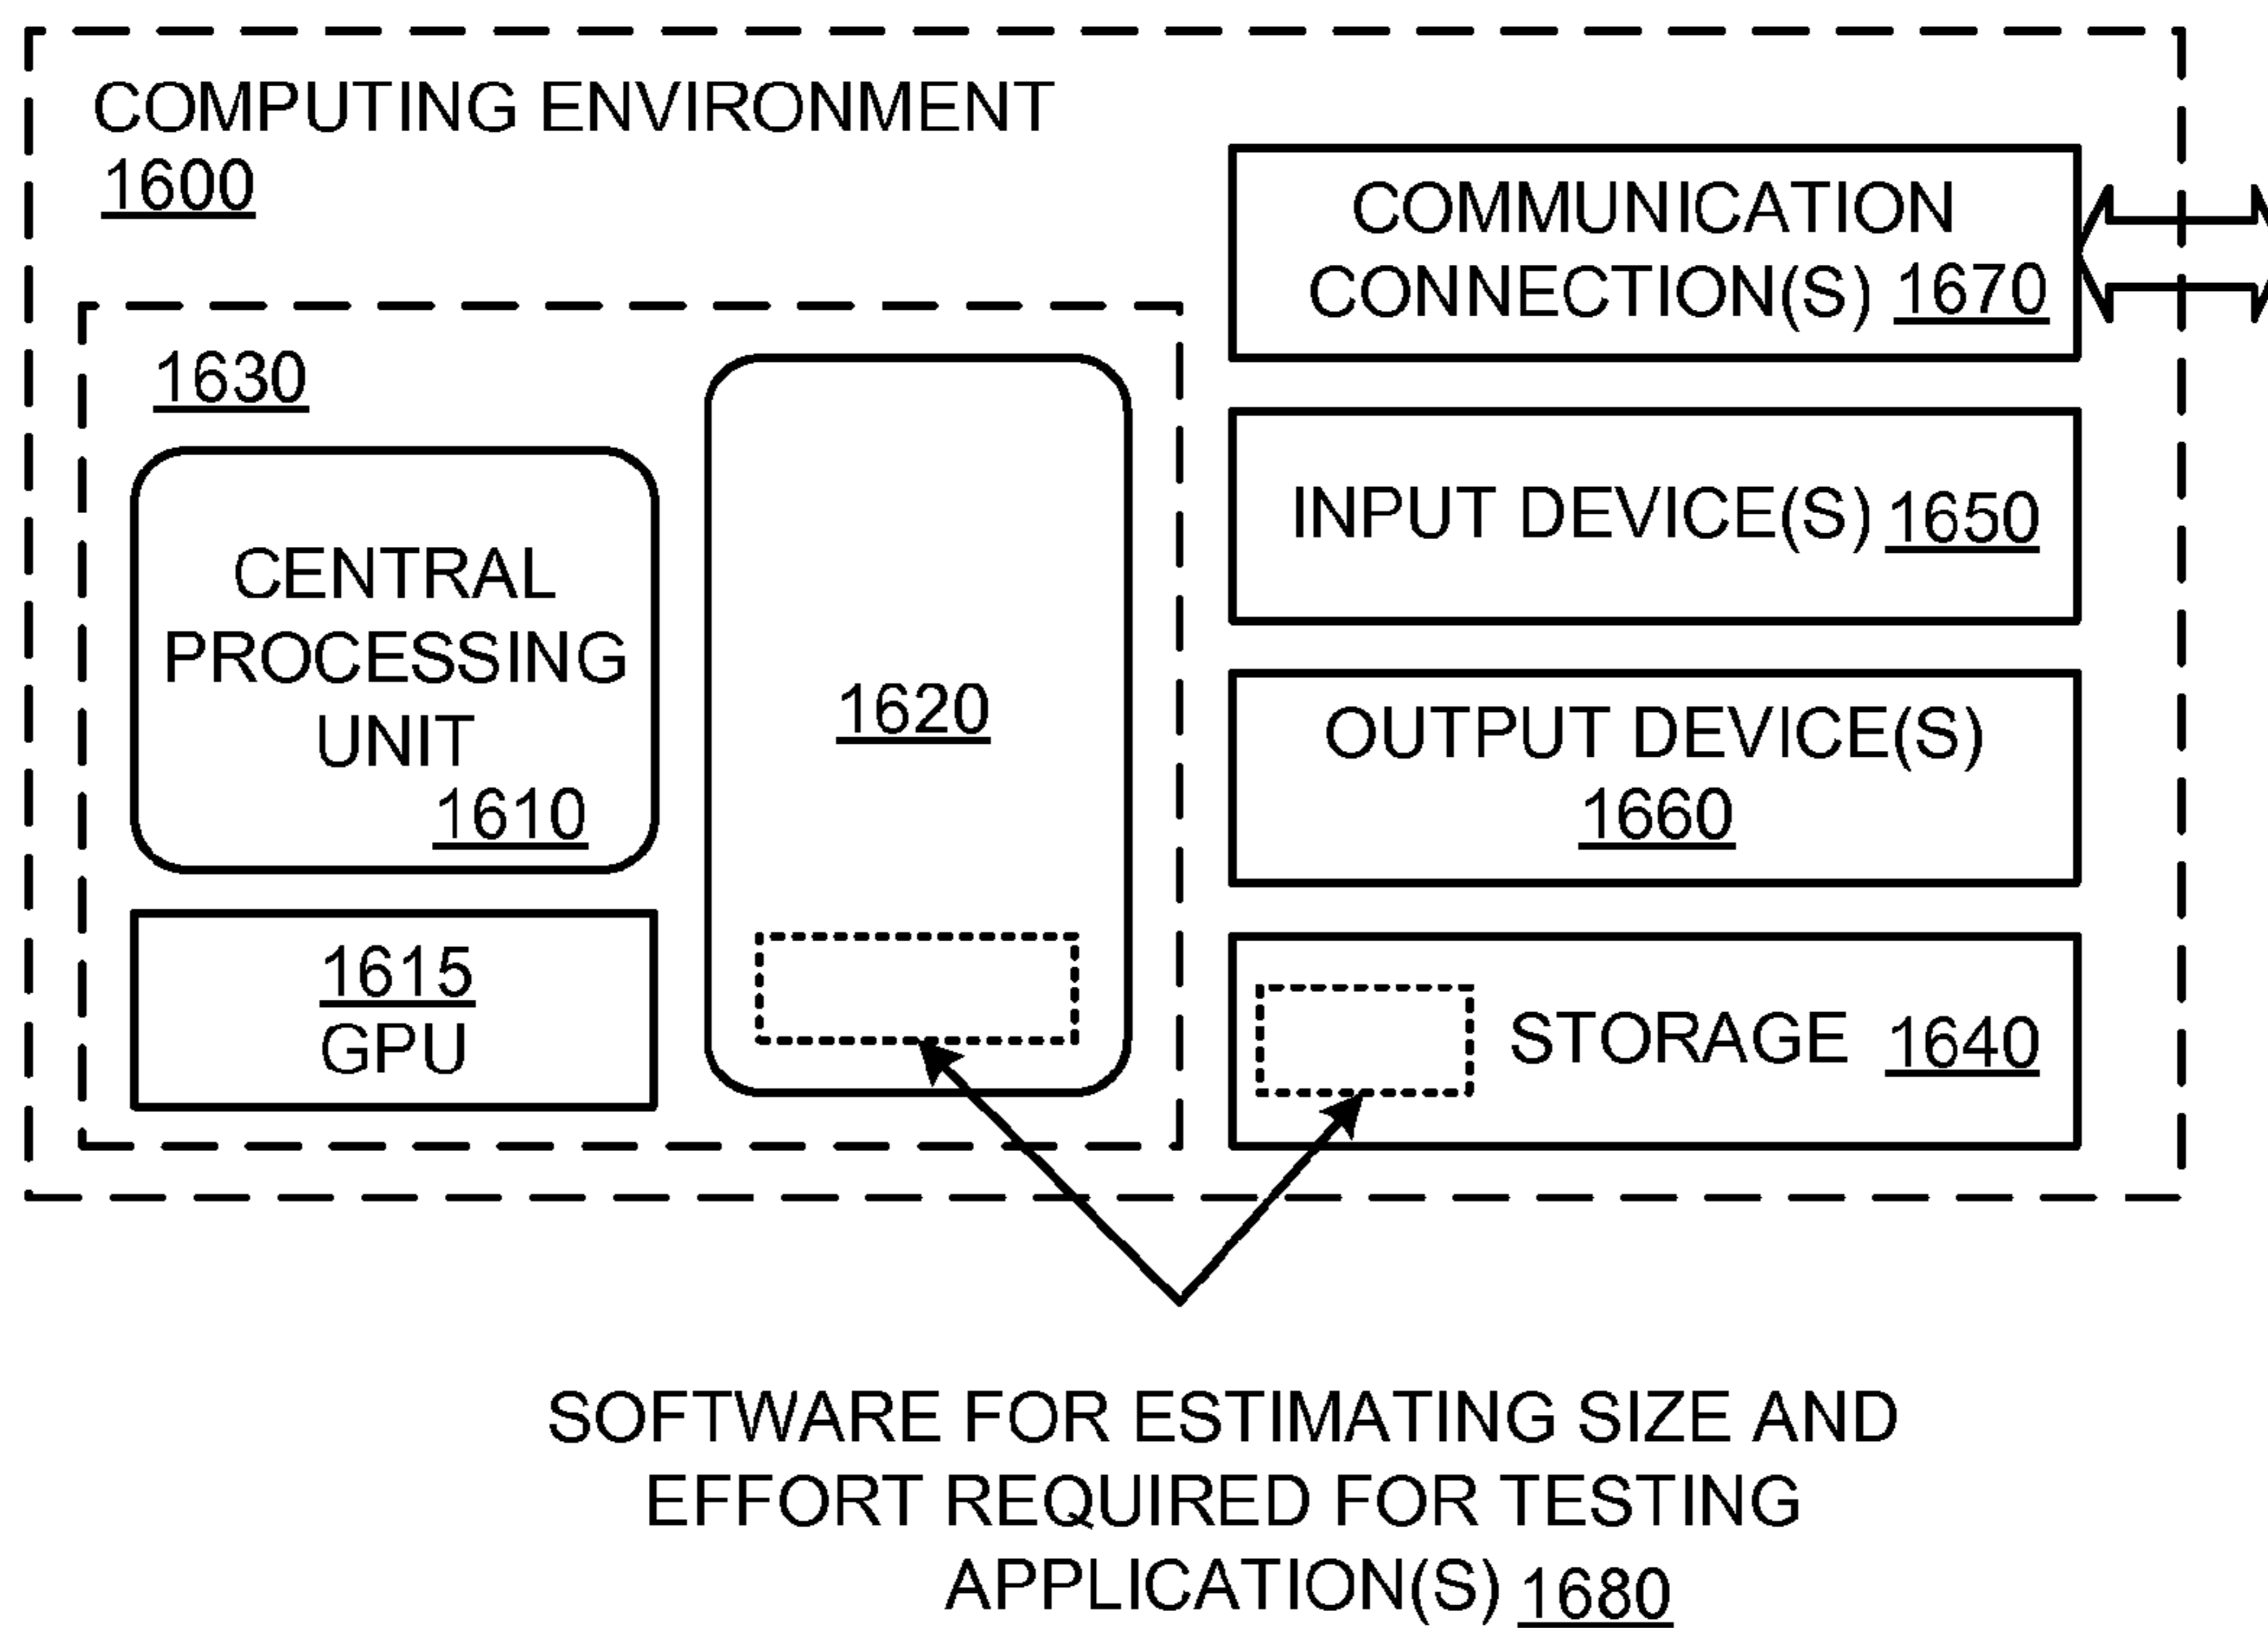 COMPUTING ENVIRONMENT
1600
COMMUNICATION
CONNECTION(S) 1670
1630
CENTRAL
PROCESSING
UNIT
1610
1615
GPU
1620
INPUT DEVICE(S) 1650
OUTPUT DEVICE(S)
1660
STORAGE 1640
SOFTWARE FOR ESTIMATING SIZE AND
EFFORT REQUIRED FOR TESTING
APPLICATION(S) 1680